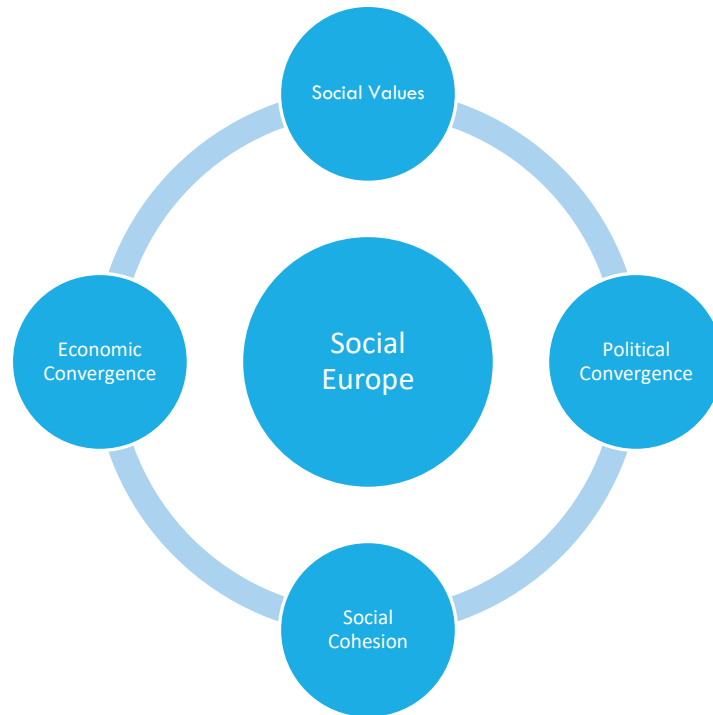 Social Values
Economic
Convergence
Social
Europe
Political
Convergence
Social
Cohesion